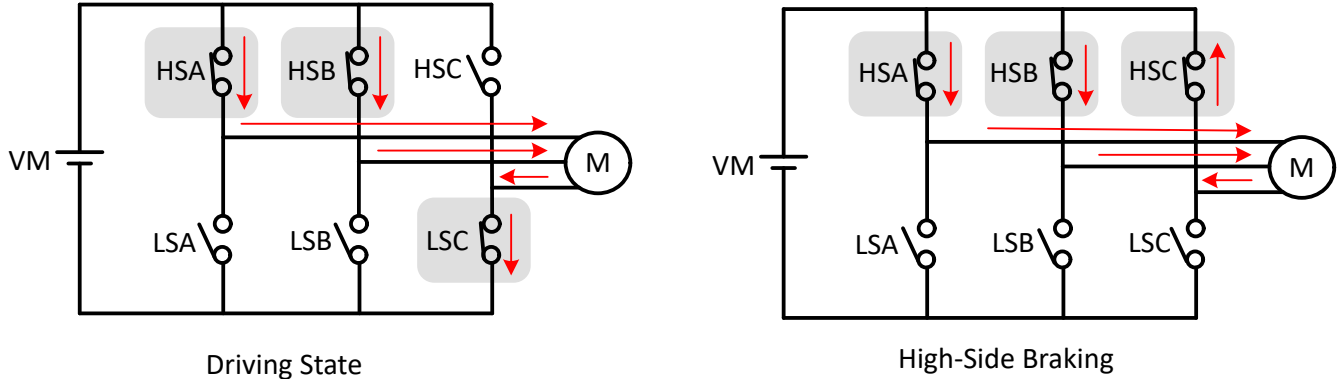 HSA HSB HSC
VM M
LSA LSB LSC
Driving State
HSA HSB HSC
VM M
LSA LSB LSC
High-Side Braking